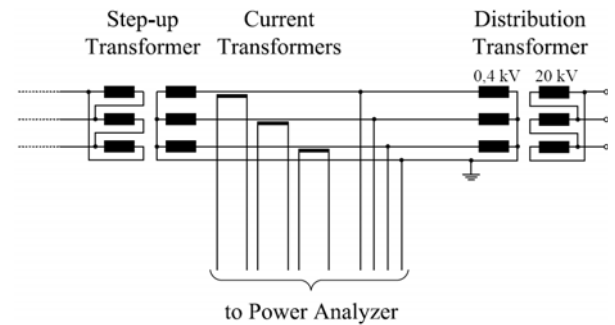 Step-up
Transformer
Current
Transformers
Distribution
Transformer
0,4 kV
20 kV
to Power Analyzer